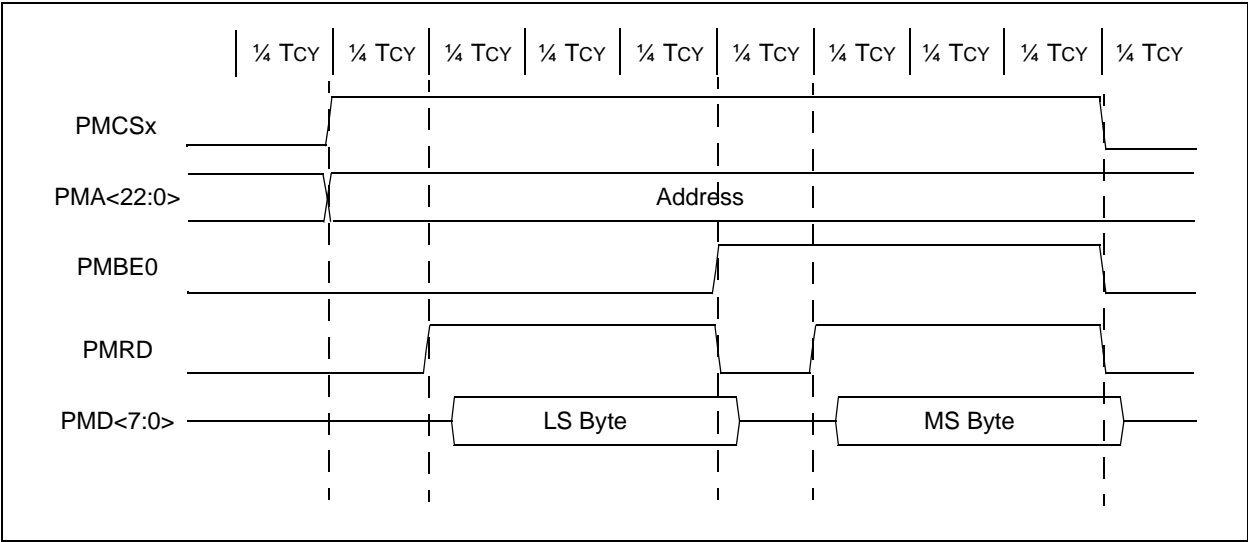 ¼ TCY ¼ TCY ¼ TCY ¼ TCY ¼ TCY ¼ TCY ¼ TCY ¼ TCY ¼ TCY ¼ TCY
PMCSx
PMA<22:0> Address
PMBE0
PMRD
PMD<7:0> LS Byte MS Byte